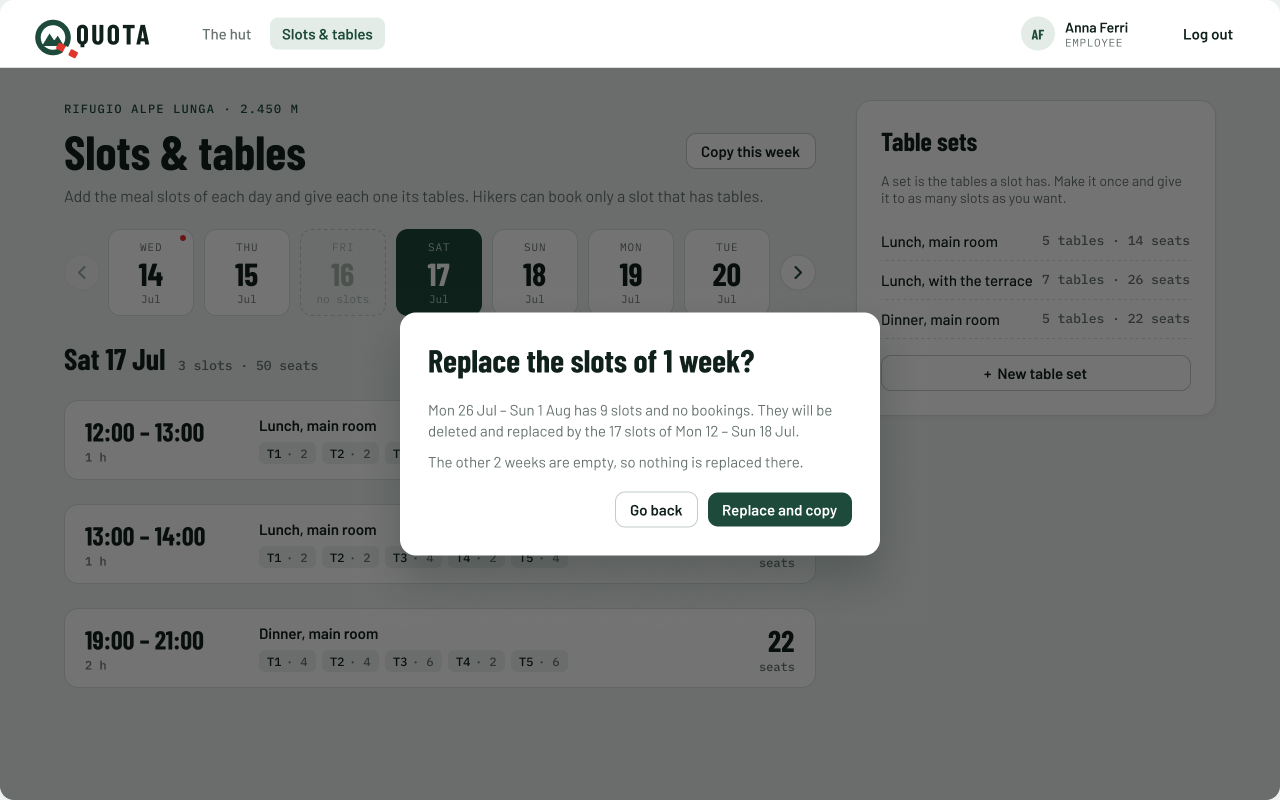 QUOTA
The hut
Slots & tables
AF
Anna Ferri
EMPLOYEE
Log out
RIFUGIO ALPE LUNGA · 2.450 M
Slots & tables
Copy this week
Add the meal slots of each day and give each one its tables. Hikers can book only a slot that has tables.
WED
14
Jul
THU
15
Jul
FRI
16
no slots
SAT
17
Jul
SUN
18
Jul
MON
19
Jul
TUE
20
Jul
Sat 17 Jul
3 slots · 50 seats
12:00 – 13:00
1 h
Lunch, main room
T1 · 2
T2 · 2
13:00 – 14:00
1 h
Lunch, main room
T1 · 2
T2 · 2
T3 · 4
T4 · 2
T5 · 4
seats
19:00 – 21:00
2 h
Dinner, main room
T1 · 4
T2 · 4
T3 · 6
T4 · 2
T5 · 6
22
seats
Table sets
A set is the tables a slot has. Make it once and give
it to as many slots as you want.
Lunch, main room
5 tables · 14 seats
Lunch, with the terrace
7 tables · 26 seats
Dinner, main room
5 tables · 22 seats
+ New table set
Replace the slots of 1 week?
Mon 26 Jul – Sun 1 Aug has 9 slots and no bookings. They will be
deleted and replaced by the 17 slots of Mon 12 – Sun 18 Jul.
The other 2 weeks are empty, so nothing is replaced there.
Go back
Replace and copy